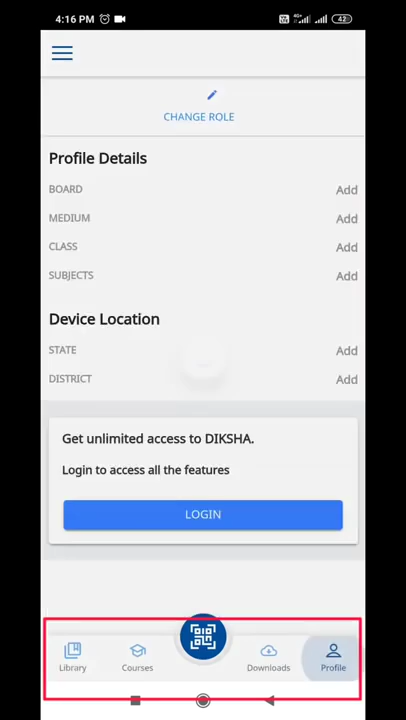 4:16 PM
42
CHANGE ROLE
Profile Details
BOARD Add
MEDIUM Add
CLASS Add
SUBJECTS Add
Device Location
STATE Add
DISTRICT Add
Get unlimited access to DIKSHA.
Login to access all the features
LOGIN
Library Courses Downloads Profile